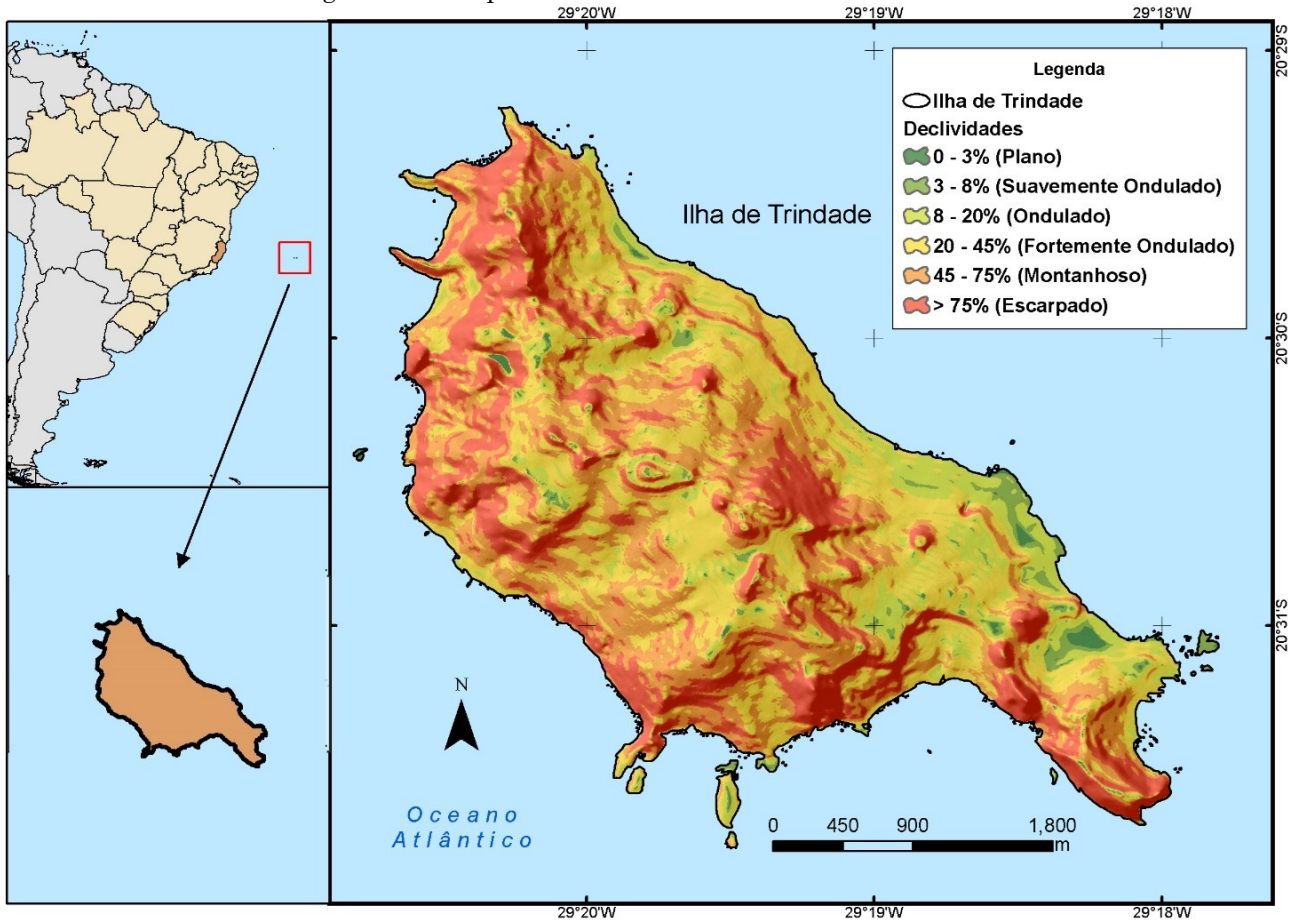 29°20'W
29°19'W
29°18'W
20°29'S
Legenda
Ilha de Trindade
Declividades
0 - 3% (Plano)
3 - 8% (Suavemente Ondulado)
8 - 20% (Ondulado)
20 - 45% (Fortemente Ondulado)
45 - 75% (Montanhoso)
> 75% (Escarpado)
Ilha de Trindade
20°30'S
20°31'S
N
Oceano
Atlântico
0 450 900 1,800
m
29°20'W
29°19'W
29°18'W